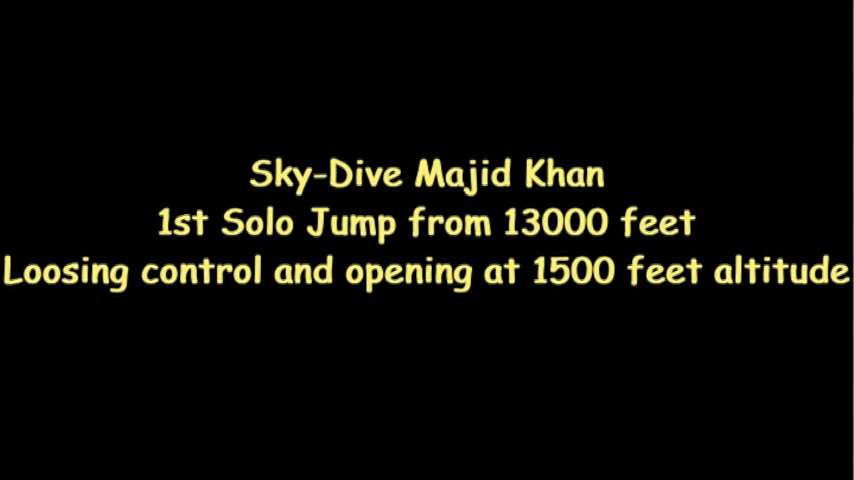 Sky-Dive Majid Khan
1st Solo Jump from 13000 feet
Loosing control and opening at 1500 feet altitude